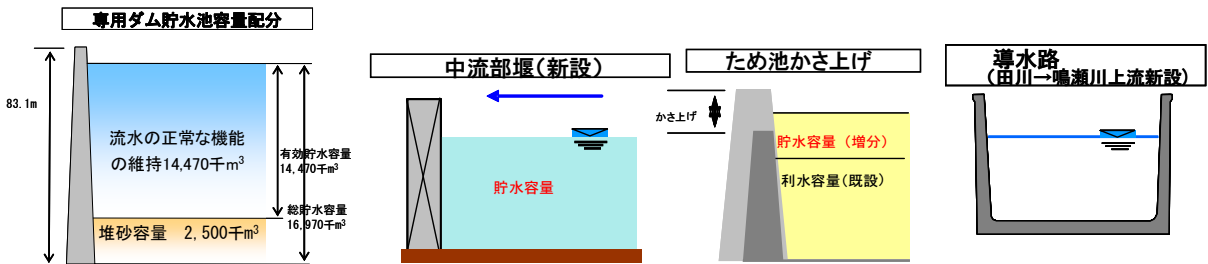 専用ダム貯水池容量配分
83.1m
流水の正常な機能
の維持14,470千m³
有効貯水容量
14,470千m³
総貯水容量
16,970千m³
堆砂容量　2,500千m³
中流部堰（新設）
貯水容量
ため池かさ上げ
かさ上げ
貯水容量（増分）
利水容量（既設）
導水路
（田川→鳴瀬川上流新設）